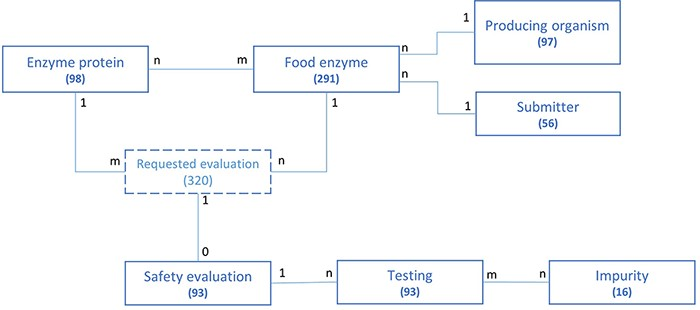 1
Producing organism
(97)
n
Enzyme protein
(98)
n
m
Food enzyme
(291)
n
1
Submitter
(56)
1
1
m
Requested evaluation
(320)
n
1
0
Safety evaluation
(93)
1
n
Testing
(93)
m
n
Impurity
(16)